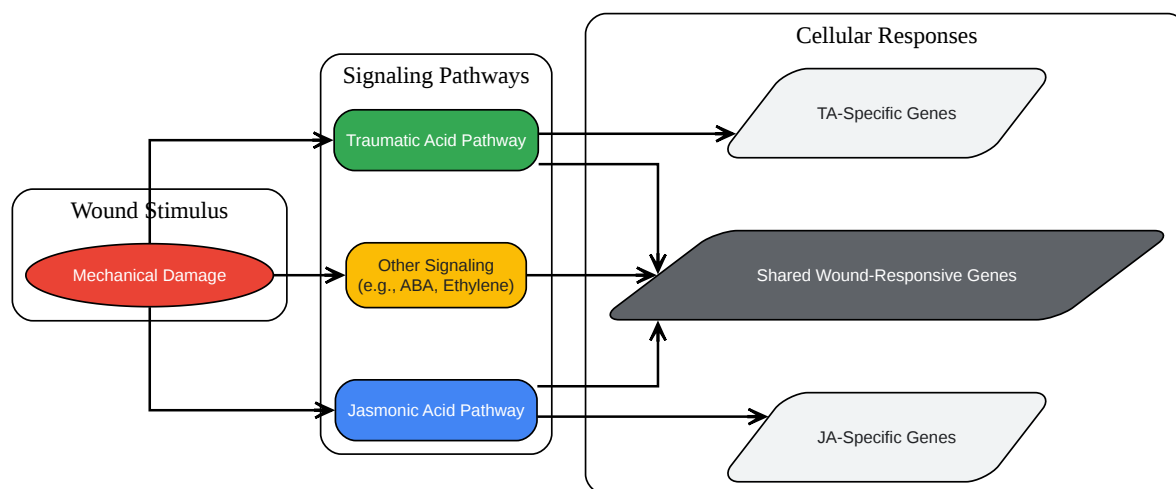 Cellular Responses
Signaling Pathways
TA-Specific Genes
Traumatic Acid Pathway
Wound Stimulus
Mechanical Damage
Other Signaling
(e.g., ABA, Ethylene)
Shared Wound-Responsive Genes
Jasmonic Acid Pathway
JA-Specific Genes